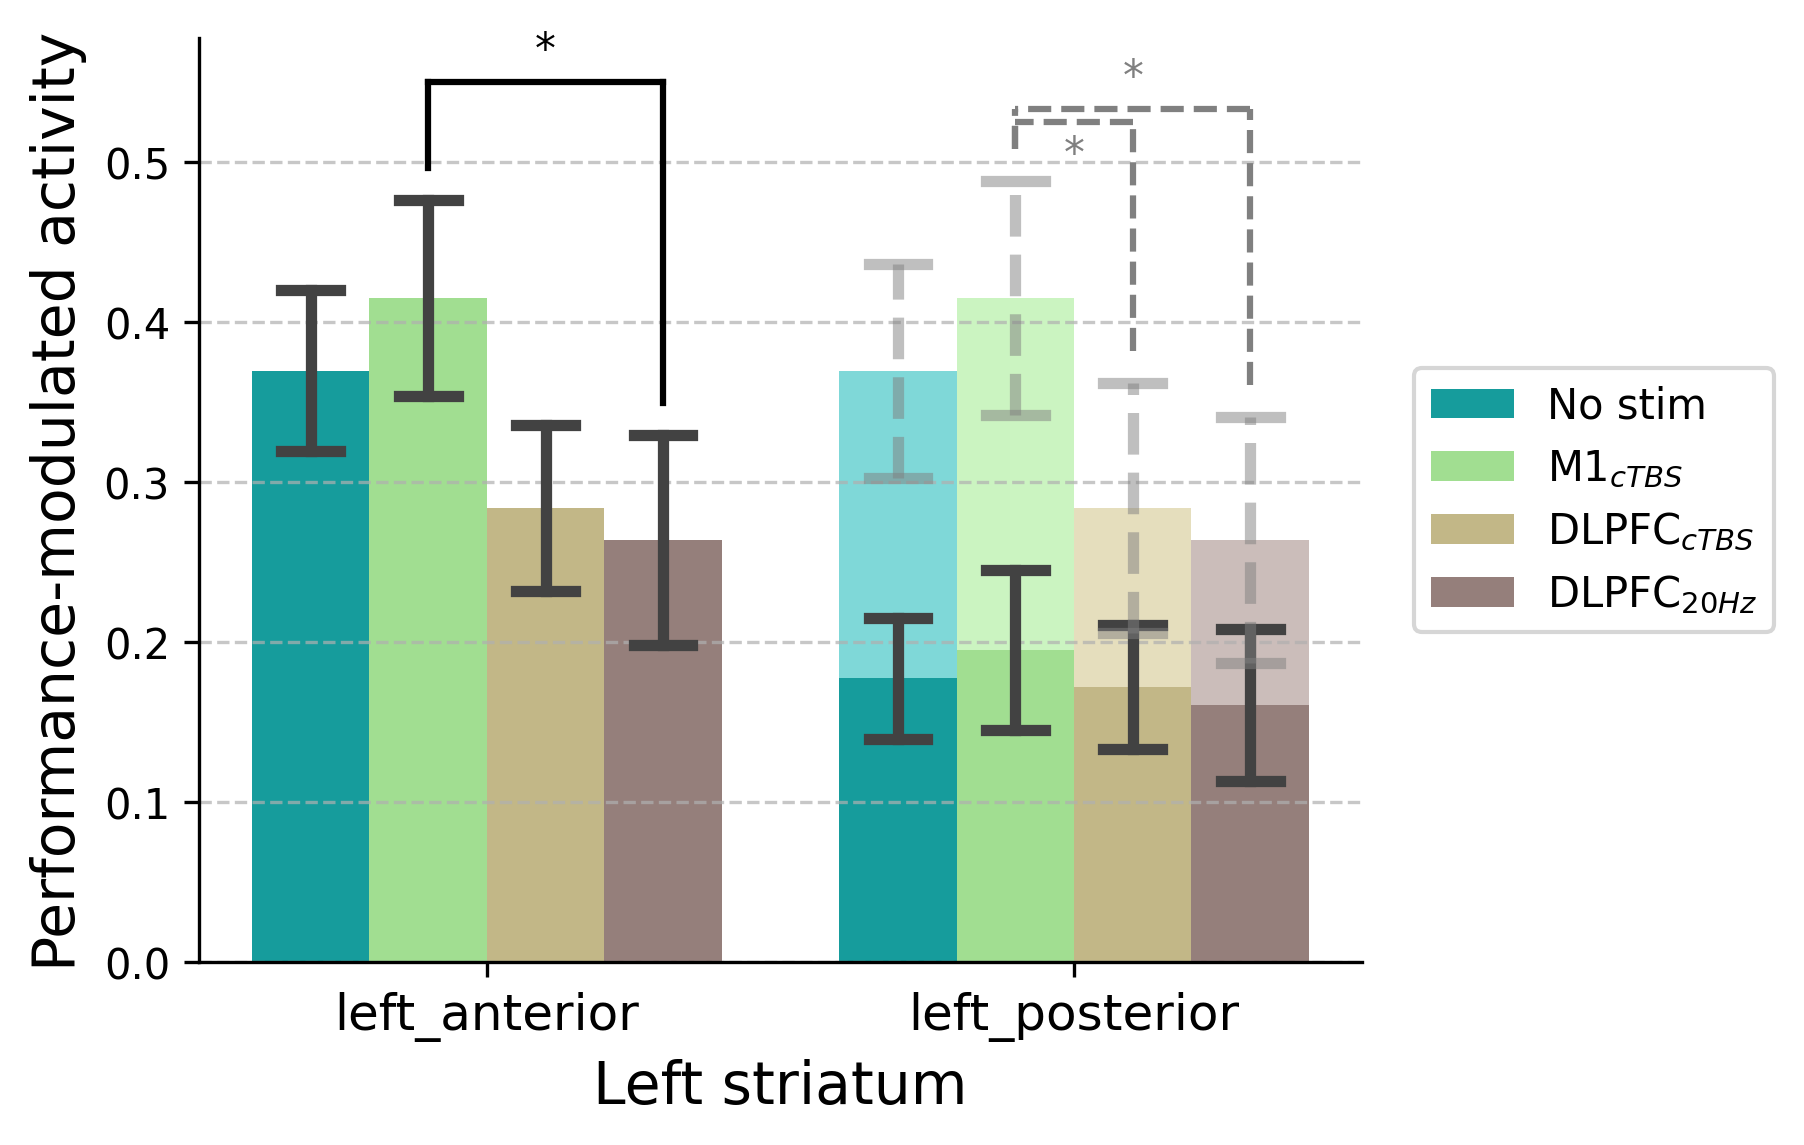 Performance-modulated activity
*
*
*
0.5
0.4
0.3
0.2
0.1
0.0
left_anterior
left_posterior
Left striatum
No stim
M1cTBS
DLPFCcTBS
DLPFC20Hz